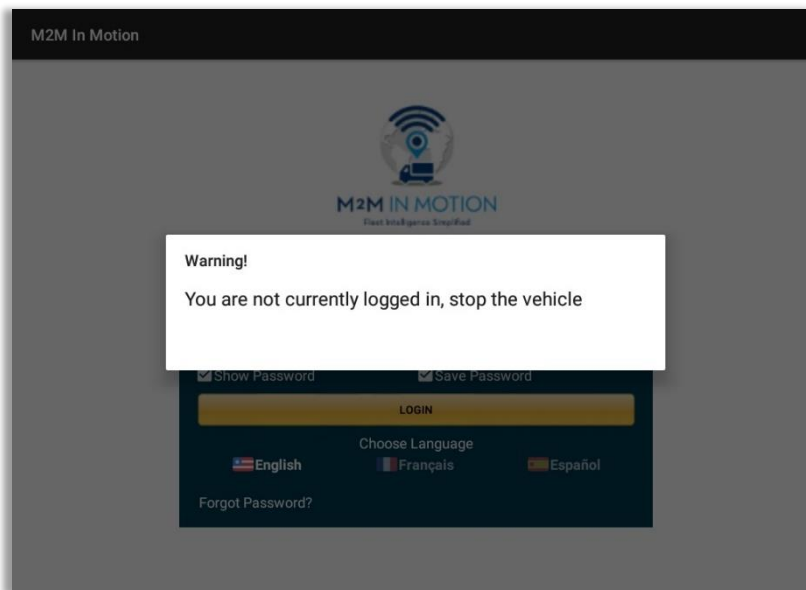 M2M In Motion
M2M IN MOTION
Fleet Intelligence Simplified
Warning!
You are not currently logged in, stop the vehicle
Show Password
Save Password
LOGIN
Choose Language
English
Français
Español
Forgot Password?